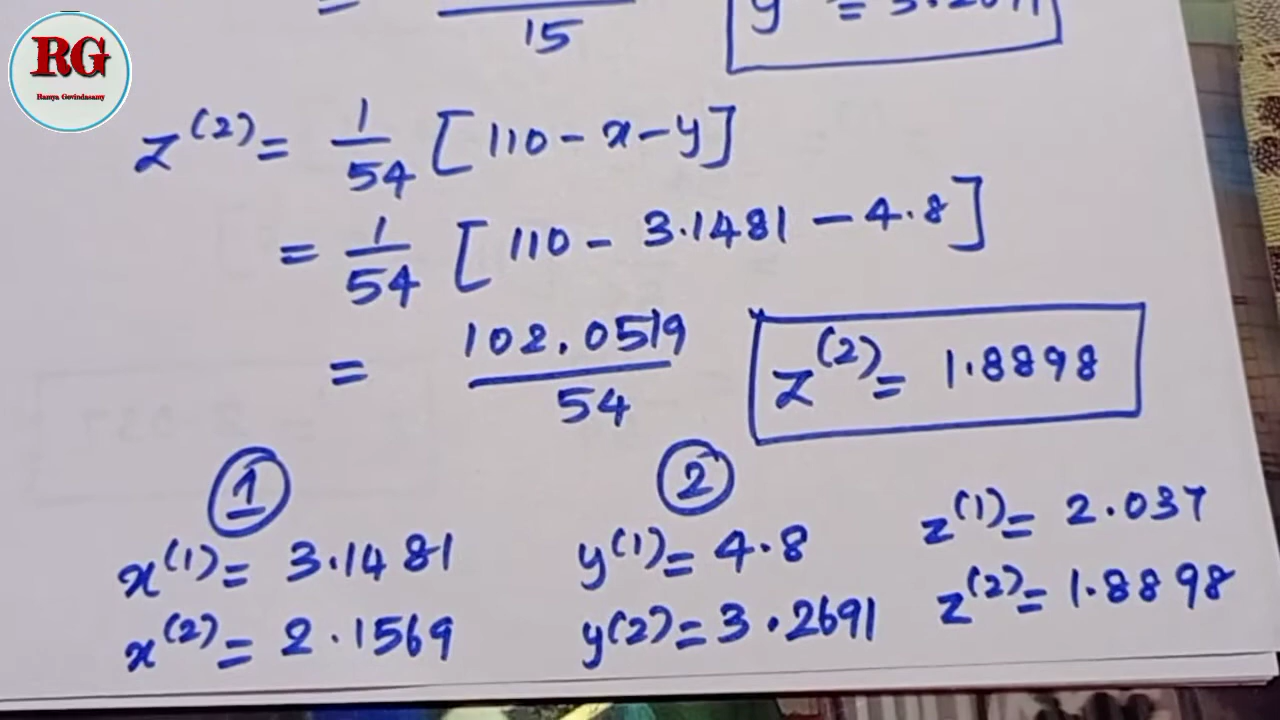 RG
Ramya Govindasamy
=
15
z^(2) = 1/54 [110 - x - y]
= 1/54 [110 - 3.1481 - 4.8]
= 102.0519/54
z^(2) = 1.8898
1
2
x^(1) = 3.1481
y^(1) = 4.8
z^(1) = 2.037
x^(2) = 2.1569
y^(2) = 3.2691
z^(2) = 1.8898